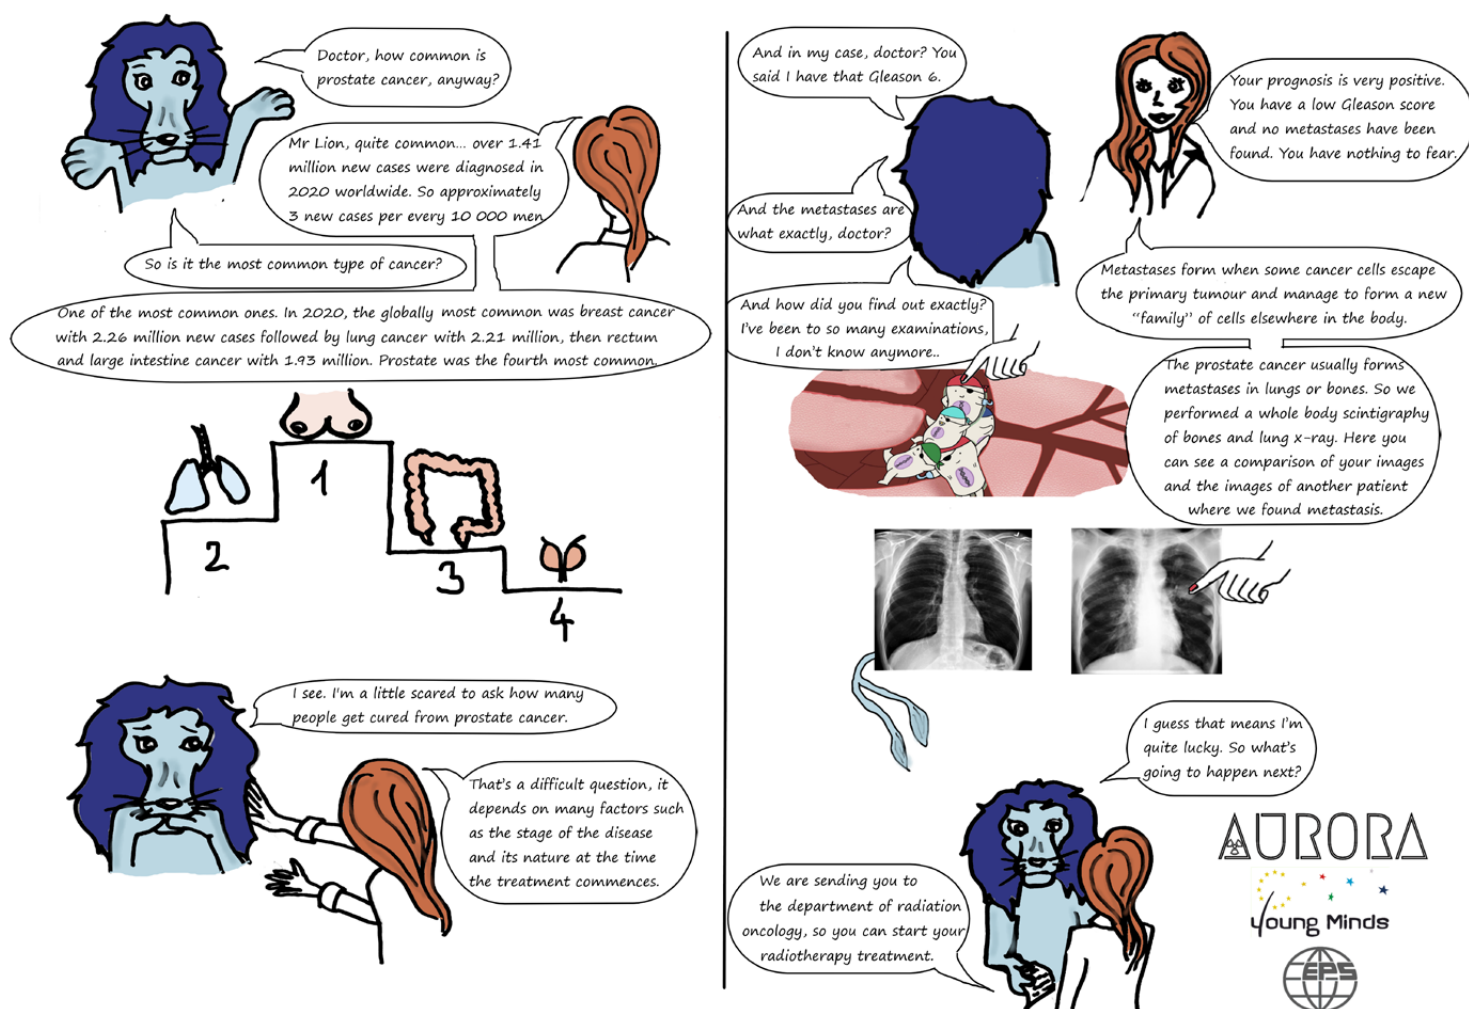 Doctor, how common is
prostate cancer, anyway?
Mr Lion, quite common... over 1.41
million new cases were diagnosed in
2020 worldwide. So approximately
3 new cases per every 10 000 men
So is it the most common type of cancer?
One of the most common ones. In 2020, the globally most common was breast cancer
with 2.26 million new cases followed by lung cancer with 2.21 million, then rectum
and large intestine cancer with 1.93 million. Prostate was the fourth most common.
1
2
3
4
I see. I'm a little scared to ask how many
people get cured from prostate cancer.
That's a difficult question, it
depends on many factors such
as the stage of the disease
and its nature at the time
the treatment commences.
And in my case, doctor? You
said I have that Gleason 6.
Your prognosis is very positive.
You have a low Gleason score
and no metastases have been
found. You have nothing to fear.
And the metastases are
what exactly, doctor?
Metastases form when some cancer cells escape
the primary tumour and manage to form a new
"family" of cells elsewhere in the body.
And how did you find out exactly?
I've been to so many examinations,
I don't know anymore..
The prostate cancer usually forms
metastases in lungs or bones. So we
performed a whole body scintigraphy
of bones and lung x-ray. Here you
can see a comparison of your images
and the images of another patient
where we found metastasis.
I guess that means I'm
quite lucky. So what's
going to happen next?
We are sending you to
the department of radiation
oncology, so you can start your
radiotherapy treatment.
AURORA
Young Minds
EPS